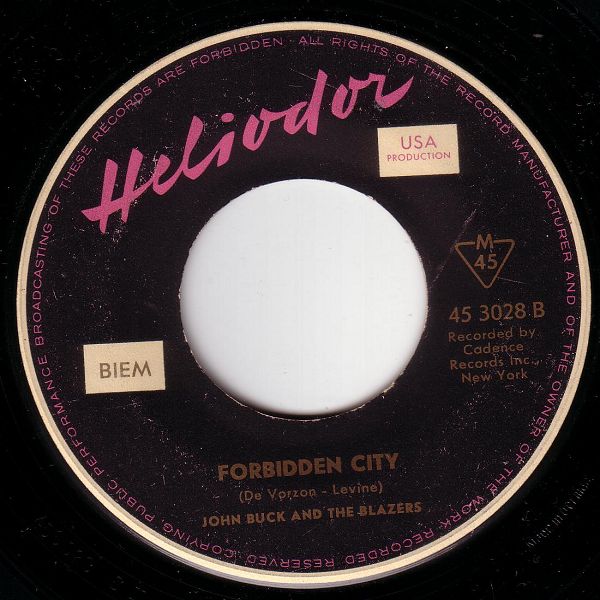 Heliodor
USA
PRODUCTION
M
45
45 3028 B
Recorded by
Cadence
Records Inc.,
New York
BIEM
FORBIDDEN CITY
(De Vorzon - Levine)
JOHN BUCK AND THE BLAZERS
ALL RIGHTS OF THE RECORD MANUFACTURER AND OF THE OWNER OF THE WORK RECORDED RESERVED COPYING, PUBLIC PERFORMANCE BROADCASTING OF THESE RECORDS ARE FORBIDDEN